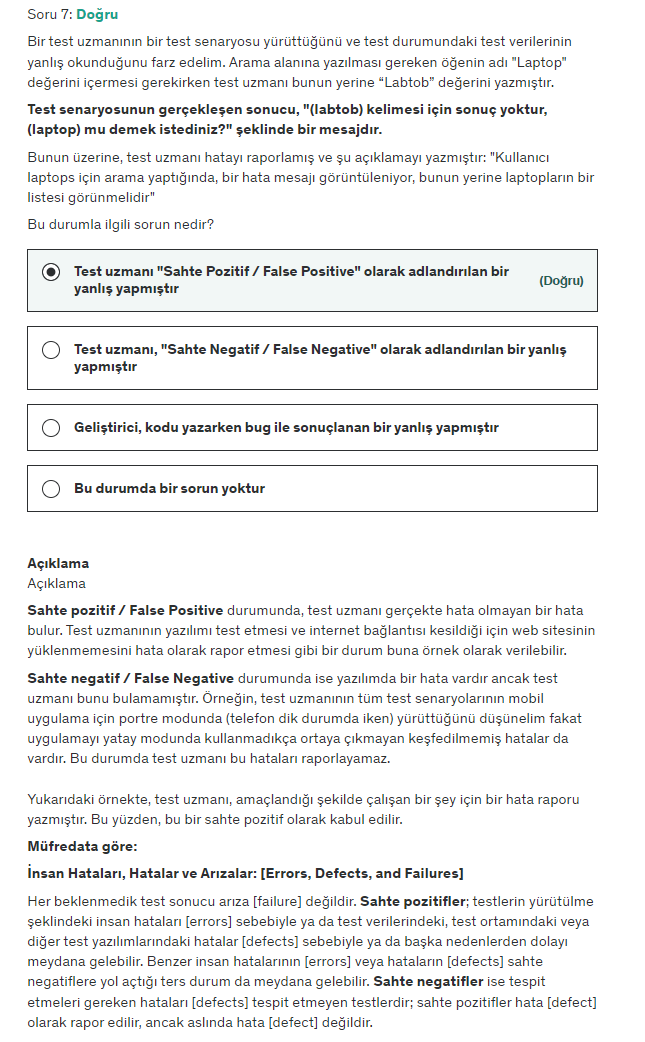 Soru 7: Doğru
Bir test uzmanının bir test senaryosu yürüttüğünü ve test durumundaki test verilerinin
yanlış okunduğunu farz edelim. Arama alanına yazılması gereken öğenin adı "Laptop"
değerini içermesi gerekirken test uzmanı bunun yerine “Labtob” değerini yazmıştır.
Test senaryosunun gerçekleşen sonucu, "(labtob) kelimesi için sonuç yoktur,
(laptop) mu demek istediniz?" şeklinde bir mesajdır.
Bunun üzerine, test uzmanı hatayı raporlamış ve şu açıklamayı yazmıştır: "Kullanıcı
laptops için arama yaptığında, bir hata mesajı görüntüleniyor, bunun yerine laptopların bir
listesi görünmelidir"
Bu durumla ilgili sorun nedir?
Test uzmanı "Sahte Pozitif / False Positive" olarak adlandırılan bir
yanlış yapmıştır
(Doğru)
Test uzmanı, "Sahte Negatif / False Negative" olarak adlandırılan bir yanlış
yapmıştır
Geliştirici, kodu yazarken bug ile sonuçlanan bir yanlış yapmıştır
Bu durumda bir sorun yoktur
Açıklama
Açıklama
Sahte pozitif / False Positive durumunda, test uzmanı gerçekte hata olmayan bir hata
bulur. Test uzmanının yazılımı test etmesi ve internet bağlantısı kesildiği için web sitesinin
yüklenmemesini hata olarak rapor etmesi gibi bir durum buna örnek olarak verilebilir.
Sahte negatif / False Negative durumunda ise yazılımda bir hata vardır ancak test
uzmanı bunu bulamamıştır. Örneğin, test uzmanının tüm test senaryolarının mobil
uygulama için portre modunda (telefon dik durumda iken) yürüttüğünü düşünelim fakat
uygulamayı yatay modunda kullanmadıkça ortaya çıkmayan keşfedilmemiş hatalar da
vardır. Bu durumda test uzmanı bu hataları raporlayamaz.
Yukarıdaki örnekte, test uzmanı, amaçlandığı şekilde çalışan bir şey için bir hata raporu
yazmıştır. Bu yüzden, bu bir sahte pozitif olarak kabul edilir.
Müfredata göre:
İnsan Hataları, Hatalar ve Arızalar: [Errors, Defects, and Failures]
Her beklenmedik test sonucu arıza [failure] değildir. Sahte pozitifler; testlerin yürütülme
şeklindeki insan hataları [errors] sebebiyle ya da test verilerindeki, test ortamındaki veya
diğer test yazılımlarındaki hatalar [defects] sebebiyle ya da başka nedenlerden dolayı
meydana gelebilir. Benzer insan hatalarının [errors] veya hataların [defects] sahte
negatiflere yol açtığı ters durum da meydana gelebilir. Sahte negatifler ise tespit
etmeleri gereken hataları [defects] tespit etmeyen testlerdir; sahte pozitifler hata [defect]
olarak rapor edilir, ancak aslında hata [defect] değildir.